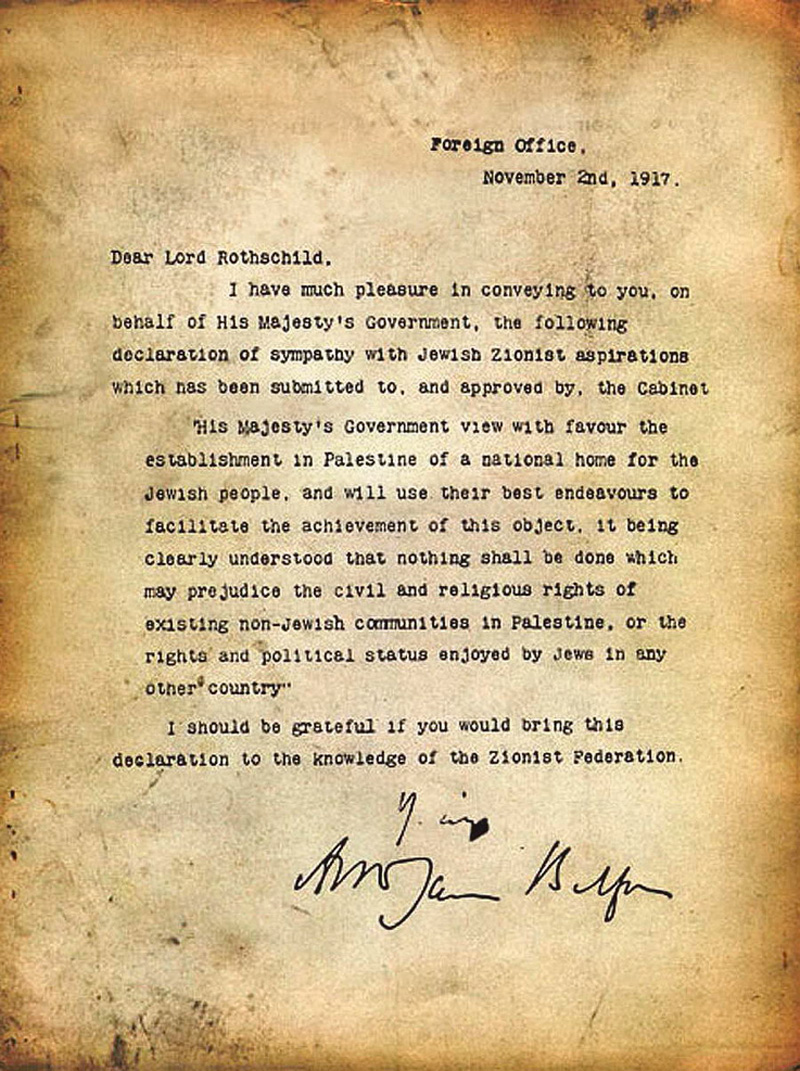 Foreign Office,
November 2nd, 1917.
Dear Lord Rothschild,
I have much pleasure in conveying to you, on
behalf of His Majesty's Government, the following
declaration of sympathy with Jewish Zionist aspirations
which has been submitted to, and approved by, the Cabinet
"His Majesty's Government view with favour the
establishment in Palestine of a national home for the
Jewish people, and will use their best endeavours to
facilitate the achievement of this object, it being
clearly understood that nothing shall be done which
may prejudice the civil and religious rights of
existing non-Jewish communities in Palestine, or the
rights and political status enjoyed by Jews in any
other country"
I should be grateful if you would bring this
declaration to the knowledge of the Zionist Federation.